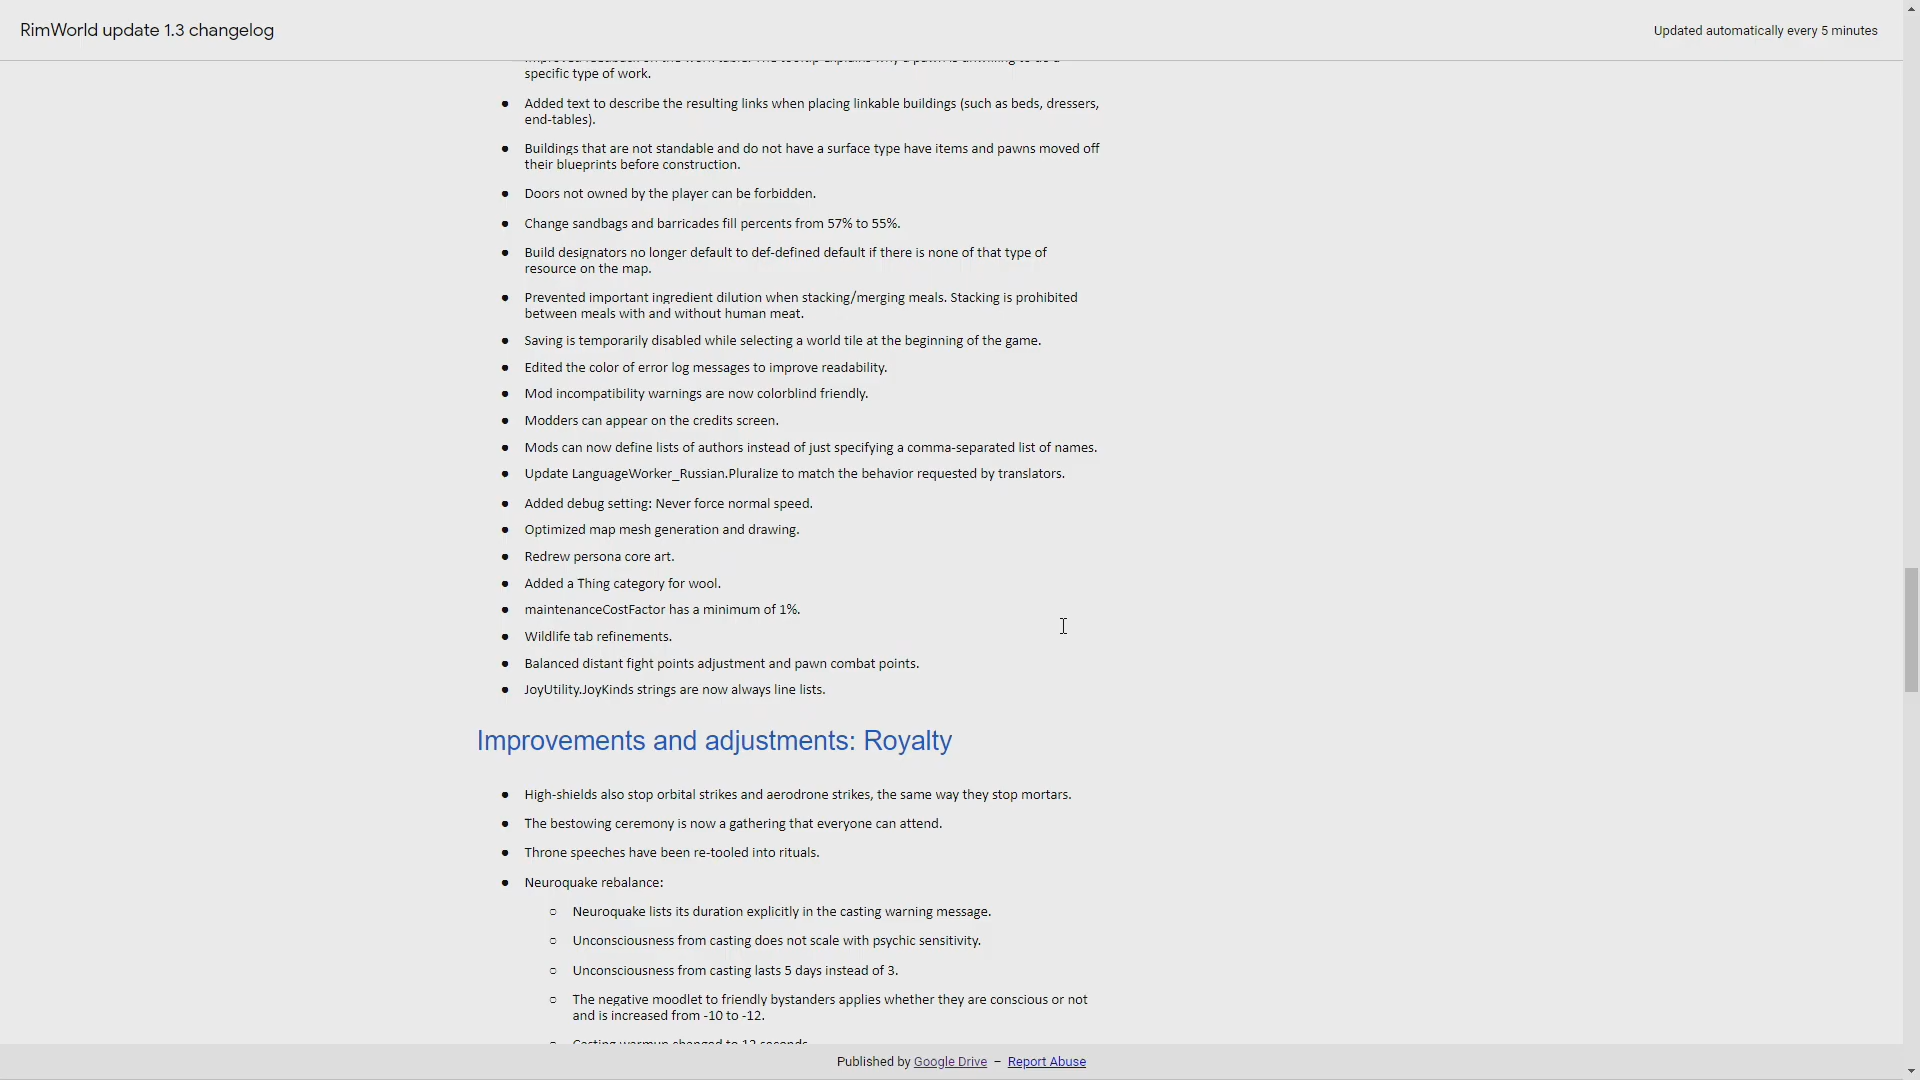 RimWorld update 1.3 changelog
Updated automatically every 5 minutes
specific type of work.
● Added text to describe the resulting links when placing linkable buildings (such as beds, dressers,
end-tables).
● Buildings that are not standable and do not have a surface type have items and pawns moved off
their blueprints before construction.
● Doors not owned by the player can be forbidden.
● Change sandbags and barricades fill percents from 57% to 55%.
● Build designators no longer default to def-defined default if there is none of that type of
resource on the map.
● Prevented important ingredient dilution when stacking/merging meals. Stacking is prohibited
between meals with and without human meat.
● Saving is temporarily disabled while selecting a world tile at the beginning of the game.
● Edited the color of error log messages to improve readability.
● Mod incompatibility warnings are now colorblind friendly.
● Modders can appear on the credits screen.
● Mods can now define lists of authors instead of just specifying a comma-separated list of names.
● Update LanguageWorker_Russian.Pluralize to match the behavior requested by translators.
● Added debug setting: Never force normal speed.
● Optimized map mesh generation and drawing.
● Redrew persona core art.
● Added a Thing category for wool.
● maintenanceCostFactor has a minimum of 1%.
● Wildlife tab refinements.
● Balanced distant fight points adjustment and pawn combat points.
● JoyUtility.JoyKinds strings are now always line lists.
Improvements and adjustments: Royalty
● High-shields also stop orbital strikes and aerodrone strikes, the same way they stop mortars.
● The bestowing ceremony is now a gathering that everyone can attend.
● Throne speeches have been re-tooled into rituals.
● Neuroquake rebalance:
○ Neuroquake lists its duration explicitly in the casting warning message.
○ Unconsciousness from casting does not scale with psychic sensitivity.
○ Unconsciousness from casting lasts 5 days instead of 3.
○ The negative moodlet to friendly bystanders applies whether they are conscious or not
and is increased from -10 to -12.
○ Casting warmup changed to 12 seconds
Published by Google Drive – Report Abuse